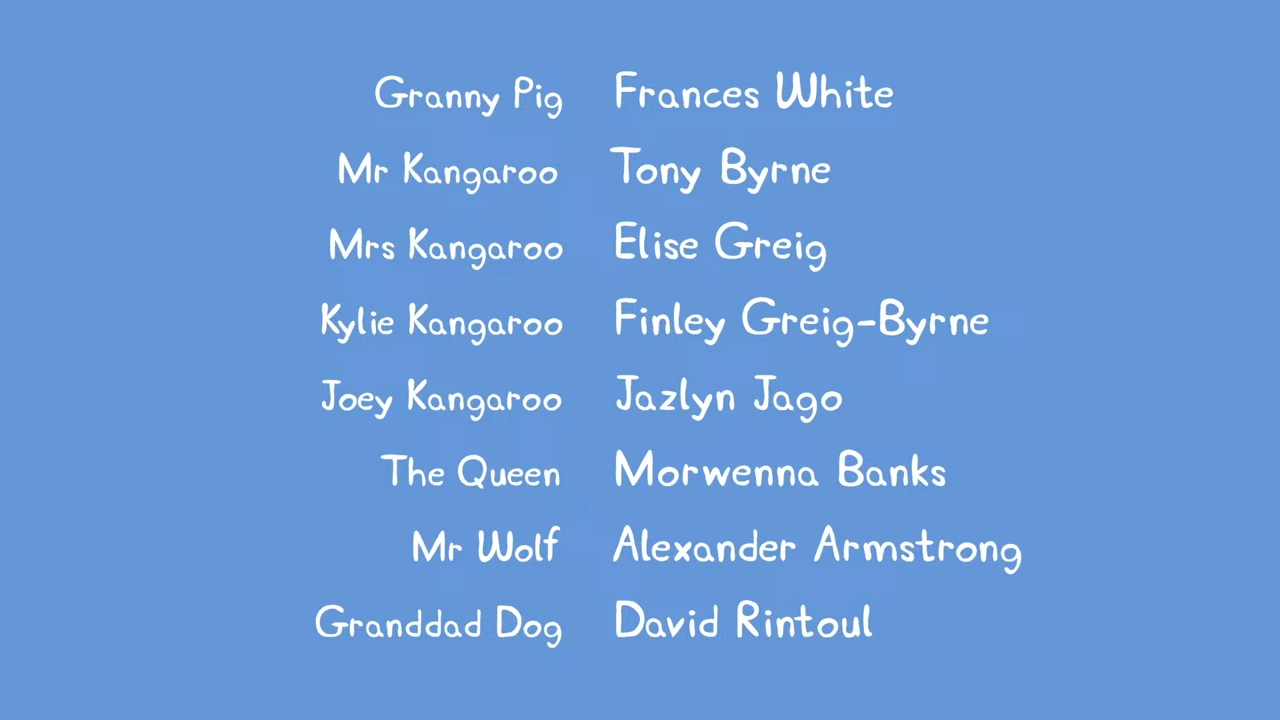 Granny Pig Frances White
Mr Kangaroo Tony Byrne
Mrs Kangaroo Elise Greig
Kylie Kangaroo Finley Greig-Byrne
Joey Kangaroo Jazlyn Jago
The Queen Morwenna Banks
Mr Wolf Alexander Armstrong
Granddad Dog David Rintoul